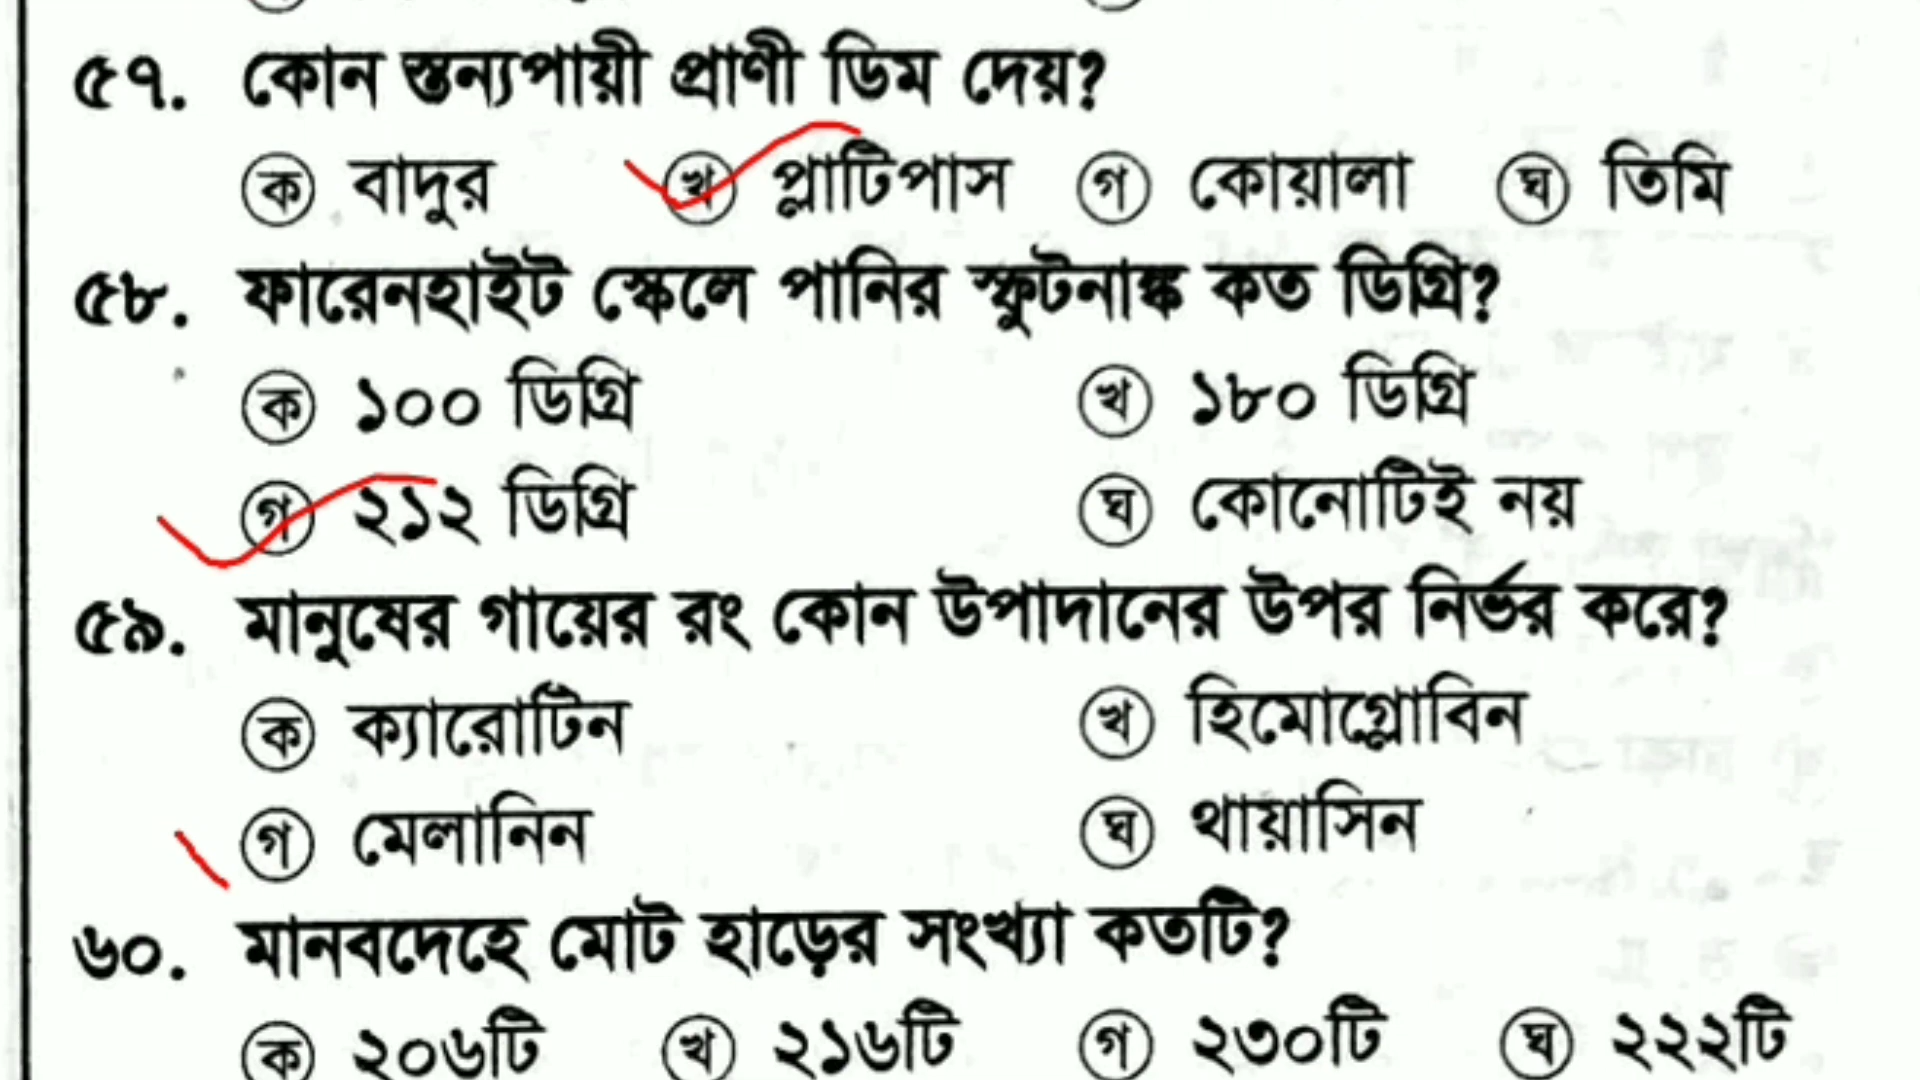 ৫৭. কোন স্তন্যপায়ী প্রাণী ডিম দেয়?
ক বাদুর খ প্লাটিপাস গ কোয়ালা ঘ তিমি
৫৮. ফারেনহাইট স্কেলে পানির স্ফুটনাঙ্ক কত ডিগ্রি?
ক ১০০ ডিগ্রি খ ১৮০ ডিগ্রি
গ ২১২ ডিগ্রি ঘ কোনোটিই নয়
৫৯. মানুষের গায়ের রং কোন উপাদানের উপর নির্ভর করে?
ক ক্যারোটিন খ হিমোগ্লোবিন
গ মেলানিন ঘ থায়াসিন
৬০. মানবদেহে মোট হাড়ের সংখ্যা কতটি?
ক ২০৬টি খ ২১৬টি গ ২৩০টি ঘ ২২২টি